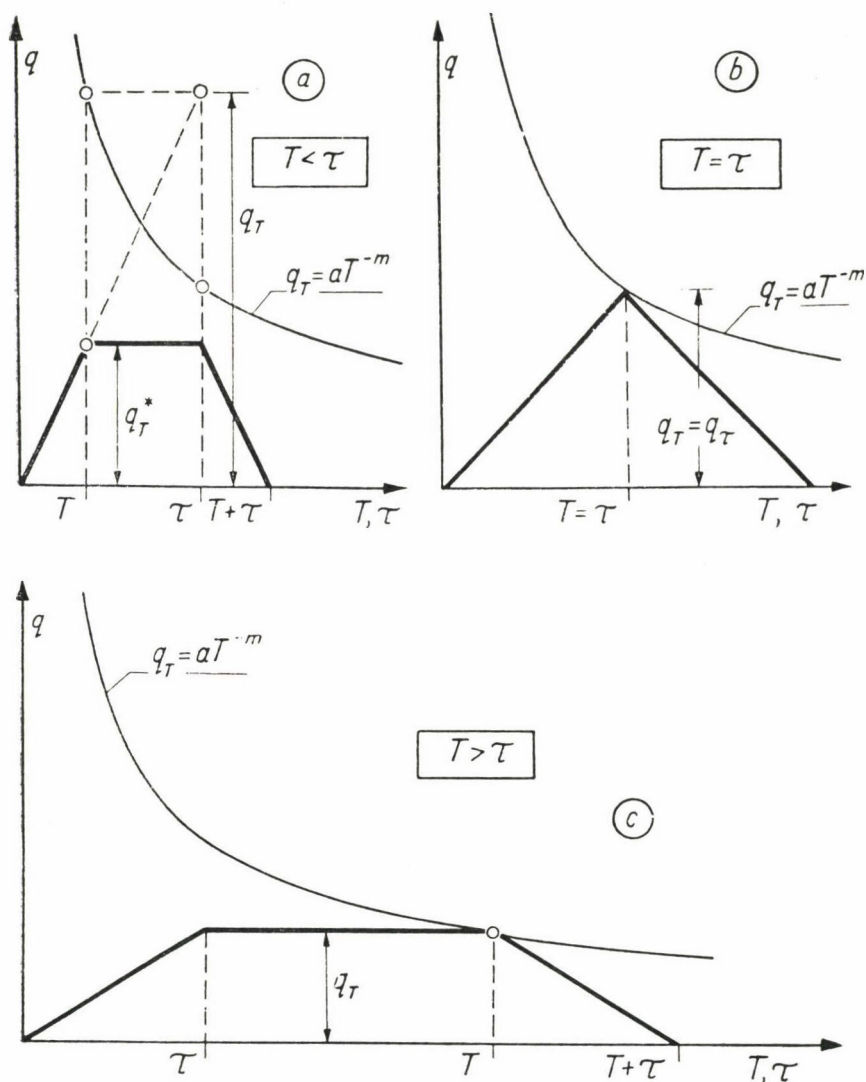 q
a
T < τ
q_T
q_T = aT^-m
q_T^*
T
τ
T+τ
T, τ
q
b
T = τ
q_T = aT^-m
q_T = q_τ
T = τ
T, τ
q
q_T = aT^-m
T > τ
c
q_T
τ
T
T+τ
T, τ